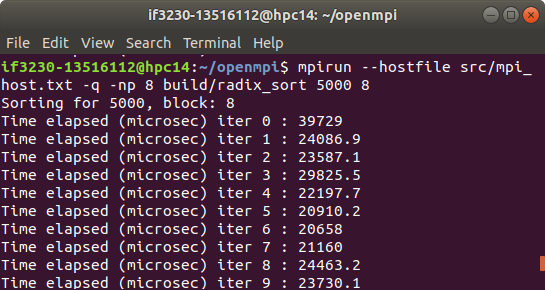 if3230-13516112@hpc14: ~/openmpi
File Edit View Search Terminal Help
if3230-13516112@hpc14:~/openmpi$ mpirun --hostfile src/mpi_
host.txt -q -np 8 build/radix_sort 5000 8
Sorting for 5000, block: 8
Time elapsed (microsec) iter 0 : 39729
Time elapsed (microsec) iter 1 : 24086.9
Time elapsed (microsec) iter 2 : 23587.1
Time elapsed (microsec) iter 3 : 29825.5
Time elapsed (microsec) iter 4 : 22197.7
Time elapsed (microsec) iter 5 : 20910.2
Time elapsed (microsec) iter 6 : 20658
Time elapsed (microsec) iter 7 : 21160
Time elapsed (microsec) iter 8 : 24463.2
Time elapsed (microsec) iter 9 : 23730.1